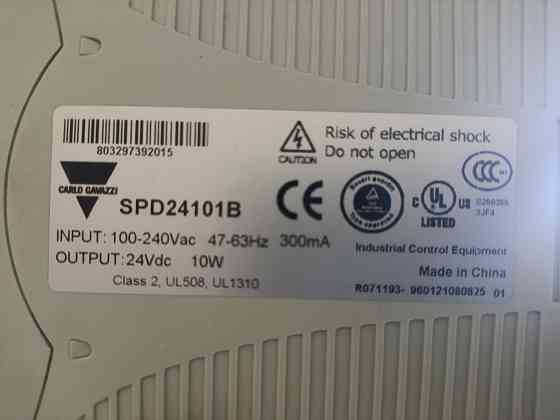 803297392015
CARLO GAVAZZI
SPD24101B
CAUTION
Risk of electrical shock
Do not open
CE
CCC
C UL US
LISTED
3JF4
INPUT: 100-240Vac 47-63Hz 300mA
OUTPUT: 24Vdc 10W
Class 2, UL508, UL1310
Industrial Control Equipment
Made in China
R071193- 960121080825 01